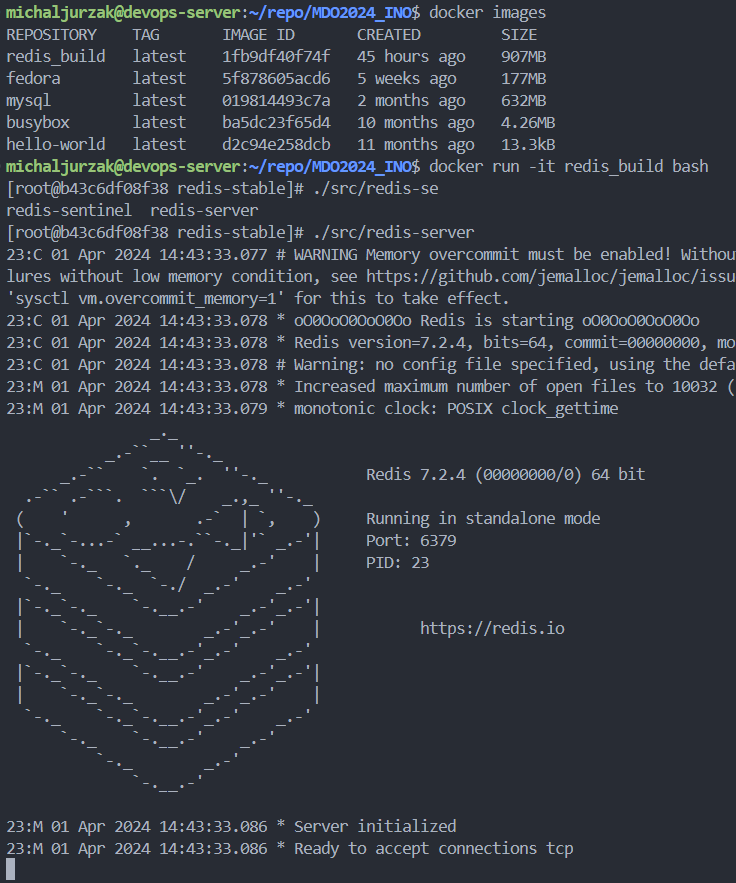 michaljurzak@devops-server:~/repo/MDO2024_INO$ docker images
REPOSITORY    TAG       IMAGE ID       CREATED         SIZE
redis_build   latest    1fb9df40f74f   45 hours ago    907MB
fedora        latest    5f878605acd6   5 weeks ago     177MB
mysql         latest    019814493c7a   2 months ago    632MB
busybox       latest    ba5dc23f65d4   10 months ago   4.26MB
hello-world   latest    d2c94e258dcb   11 months ago   13.3kB
michaljurzak@devops-server:~/repo/MDO2024_INO$ docker run -it redis_build bash
[root@b43c6df08f38 redis-stable]# ./src/redis-se
redis-sentinel  redis-server
[root@b43c6df08f38 redis-stable]# ./src/redis-server
23:C 01 Apr 2024 14:43:33.077 # WARNING Memory overcommit must be enabled! Withou
lures without low memory condition, see https://github.com/jemalloc/jemalloc/issu
'sysctl vm.overcommit_memory=1' for this to take effect.
23:C 01 Apr 2024 14:43:33.078 * oO0OoO0OoO0Oo Redis is starting oO0OoO0OoO0Oo
23:C 01 Apr 2024 14:43:33.078 * Redis version=7.2.4, bits=64, commit=00000000, mo
23:C 01 Apr 2024 14:43:33.078 # Warning: no config file specified, using the defa
23:M 01 Apr 2024 14:43:33.078 * Increased maximum number of open files to 10032 (
23:M 01 Apr 2024 14:43:33.079 * monotonic clock: POSIX clock_gettime
Redis 7.2.4 (00000000/0) 64 bit
Running in standalone mode
Port: 6379
PID: 23
https://redis.io
23:M 01 Apr 2024 14:43:33.086 * Server initialized
23:M 01 Apr 2024 14:43:33.086 * Ready to accept connections tcp